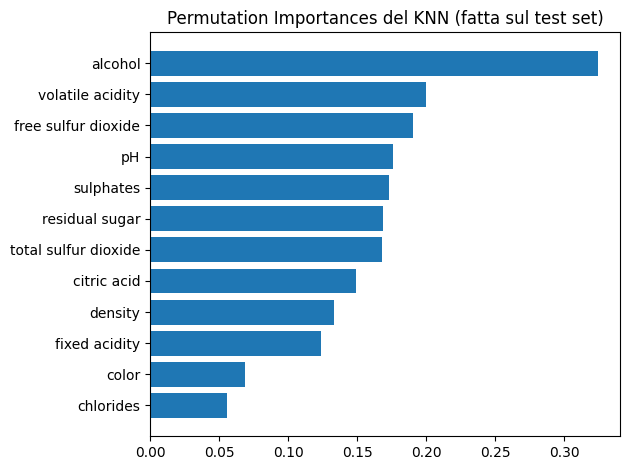 Permutation Importances del KNN (fatta sul test set)
alcohol
volatile acidity
free sulfur dioxide
pH
sulphates
residual sugar
total sulfur dioxide
citric acid
density
fixed acidity
color
chlorides
0.00 0.05 0.10 0.15 0.20 0.25 0.30